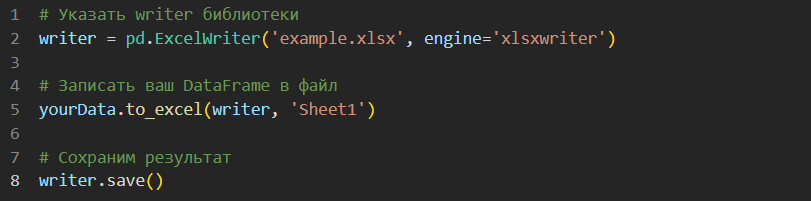 1 # Указать writer библиотеки
2 writer = pd.ExcelWriter('example.xlsx', engine='xlsxwriter')
3
4 # Записать ваш DataFrame в файл
5 yourData.to_excel(writer, 'Sheet1')
6
7 # Сохраним результат
8 writer.save()